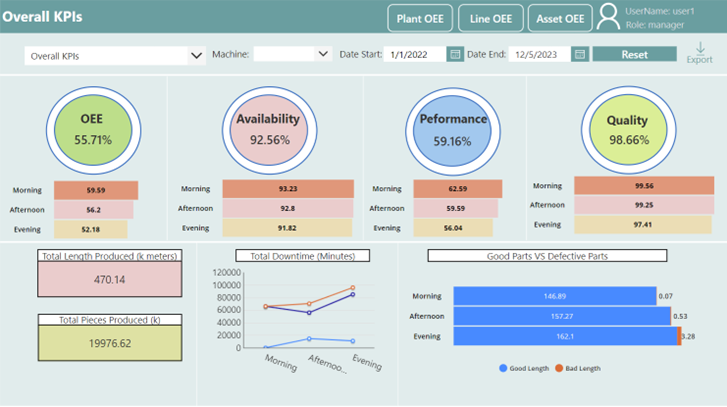 Overall KPIs
Plant OEE
Line OEE
Asset OEE
UserName: user1
Role: manager
Overall KPIs
Machine:
Date Start: 1/1/2022
Date End: 12/5/2023
Reset
Export
OEE
55.71%
Availability
92.56%
Peformance
59.16%
Quality
98.66%
Morning 59.59
Afternoon 56.2
Evening 52.18
Morning 93.23
Afternoon 92.8
Evening 91.82
Morning 62.59
Afternoon 59.59
Evening 56.04
Morning 99.56
Afternoon 99.25
Evening 97.41
Total Length Produced (k meters)
470.14
Total Pieces Produced (k)
19976.62
Total Downtime (Minutes)
120000
100000
80000
60000
40000
20000
0
Morning
Afternoo...
Evening
Good Parts VS Defective Parts
Morning 146.89 0.07
Afternoon 157.27 0.53
Evening 162.1 3.28
Good Length
Bad Length